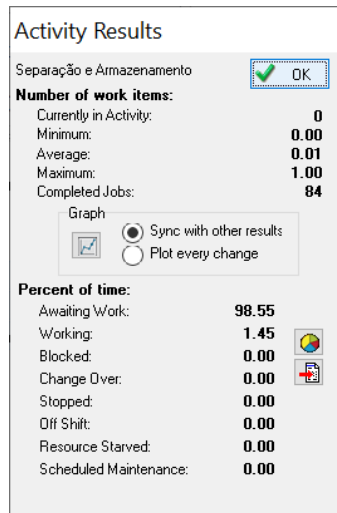 Activity Results
Separação e Armazenamento
OK
Number of work items:
Currently in Activity: 0
Minimum: 0.00
Average: 0.01
Maximum: 1.00
Completed Jobs: 84
Graph
Sync with other results
Plot every change
Percent of time:
Awaiting Work: 98.55
Working: 1.45
Blocked: 0.00
Change Over: 0.00
Stopped: 0.00
Off Shift: 0.00
Resource Starved: 0.00
Scheduled Maintenance: 0.00